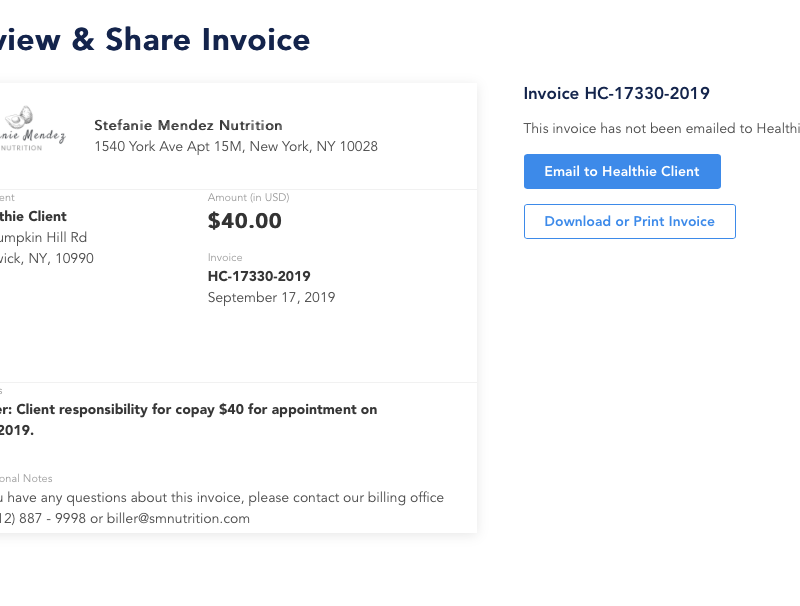 view & Share Invoice
nie Mendez
NUTRITION
Stefanie Mendez Nutrition
1540 York Ave Apt 15M, New York, NY 10028
ent
thie Client
umpkin Hill Rd
wick, NY, 10990
Amount (in USD)
$40.00
Invoice
HC-17330-2019
September 17, 2019
s
er: Client responsibility for copay $40 for appointment on
2019.
onal Notes
u have any questions about this invoice, please contact our billing office
12) 887 - 9998 or biller@smnutrition.com
Invoice HC-17330-2019
This invoice has not been emailed to Healthi
Email to Healthie Client
Download or Print Invoice